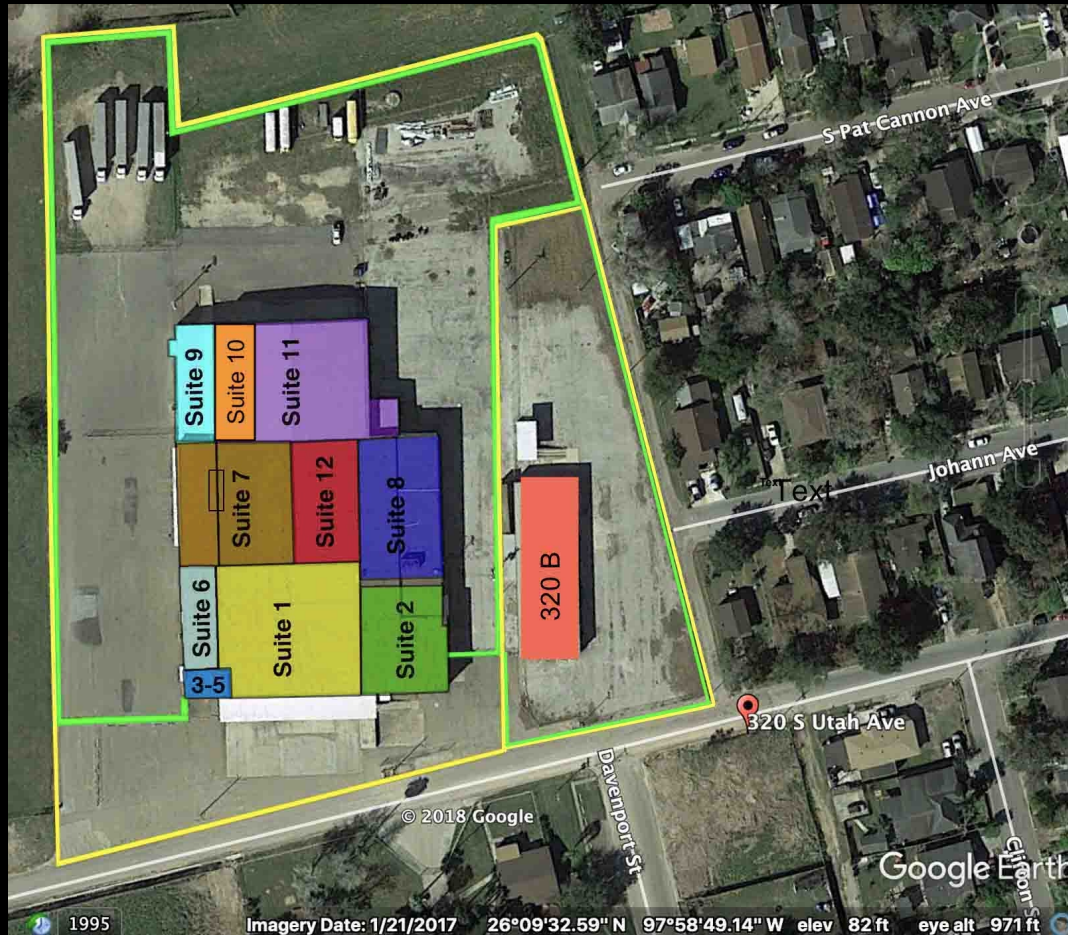 S Pat Cannon Ave
Suite 9
Suite 10
Suite 11
Johann Ave
Text
Text
Suite 7
Suite 12
Suite 8
320 B
Suite 6
Suite 1
Suite 2
3-5
320 S Utah Ave
Davenport St
© 2018 Google
Google Earth
1995
Imagery Date: 1/21/2017 26°09'32.59" N 97°58'49.14" W elev 82 ft eye alt 971 ft